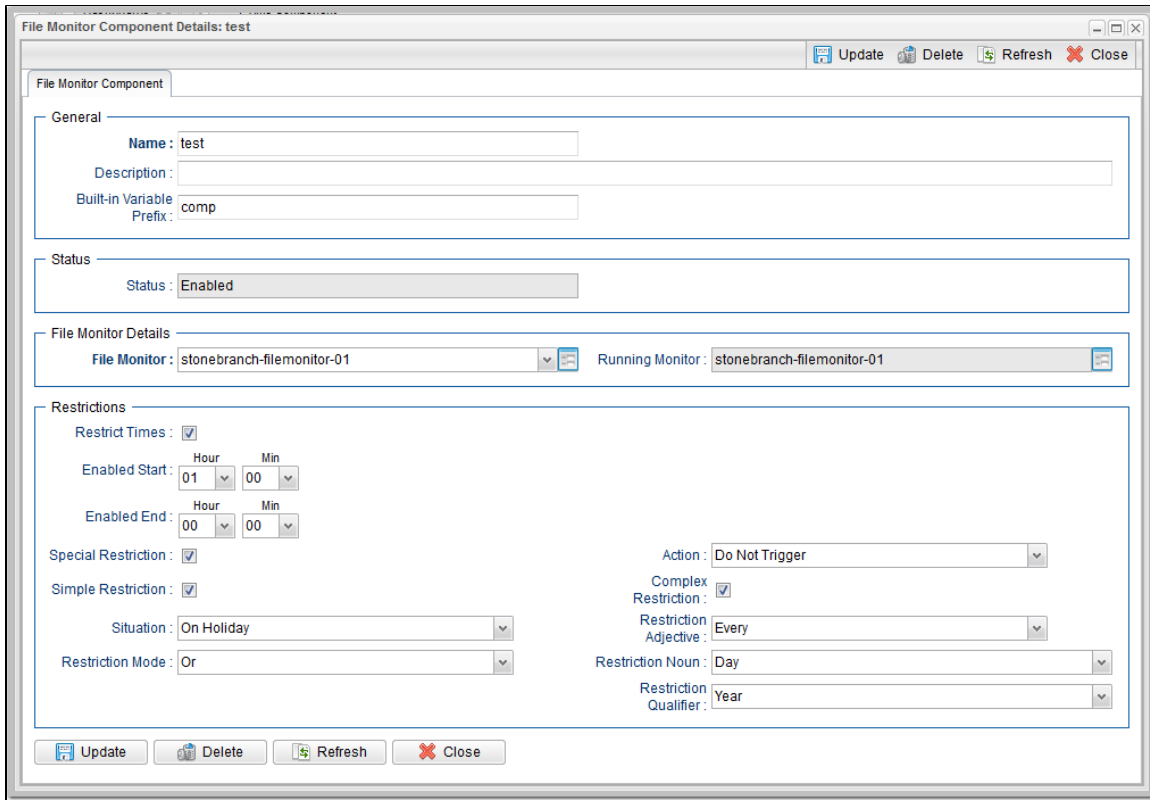 File Monitor Component Details: test
Update Delete Refresh Close
File Monitor Component
General
Name : test
Description :
Built-in Variable
Prefix : comp
Status
Status : Enabled
File Monitor Details
File Monitor : stonebranch-filemonitor-01 Running Monitor : stonebranch-filemonitor-01
Restrictions
Restrict Times :
Hour Min
Enabled Start : 01 00
Hour Min
Enabled End : 00 00
Special Restriction : Action : Do Not Trigger
Simple Restriction : Complex
Restriction :
Situation : On Holiday Restriction
Adjective : Every
Restriction Mode : Or Restriction Noun : Day
Restriction
Qualifier : Year
Update Delete Refresh Close